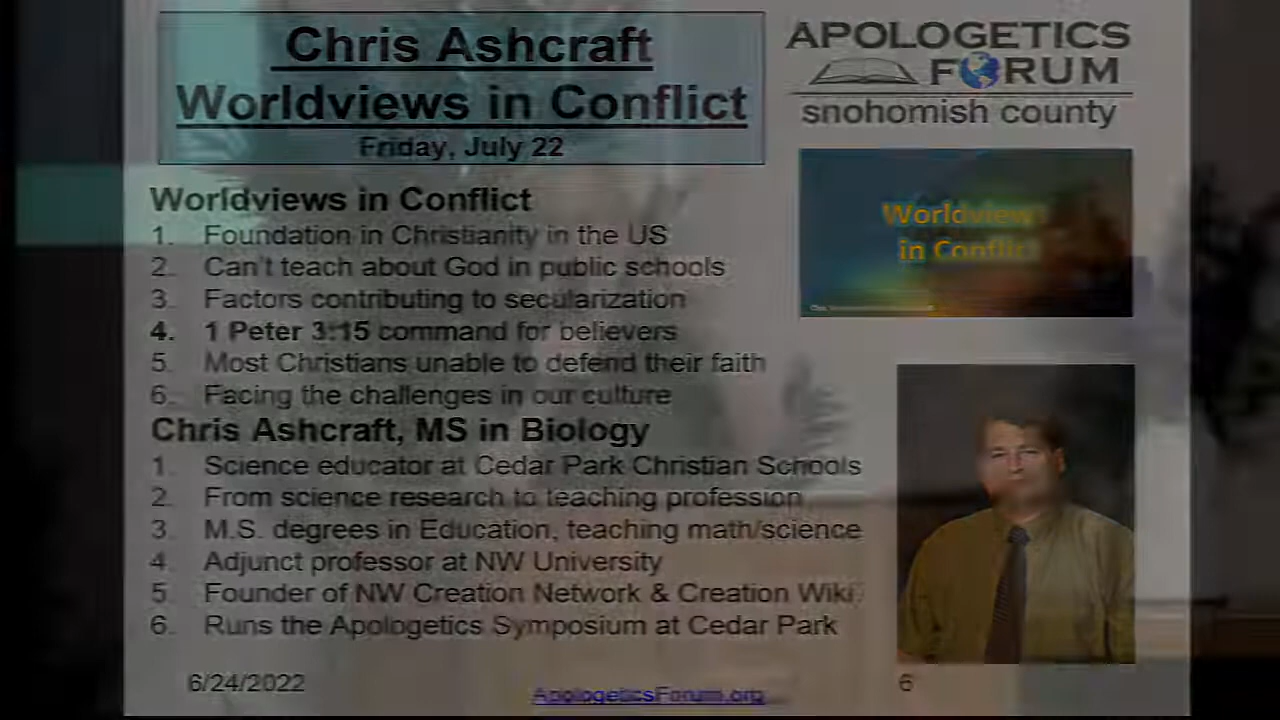 Chris Ashcraft
Worldviews in Conflict
Friday, July 22
APOLOGETICS
FORUM
snohomish county
Worldviews
in Conflict
Worldviews in Conflict
1. Foundation in Christianity in the US
2. Can't teach about God in public schools
3. Factors contributing to secularization
4. 1 Peter 3:15 command for believers
5. Most Christians unable to defend their faith
6. Facing the challenges in our culture
Chris Ashcraft, MS in Biology
1. Science educator at Cedar Park Christian Schools
2. From science research to teaching profession
3. M.S. degrees in Education, teaching math/science
4. Adjunct professor at NW University
5. Founder of NW Creation Network & Creation Wiki
6. Runs the Apologetics Symposium at Cedar Park
6/24/2022
ApologeticsForum.org
6